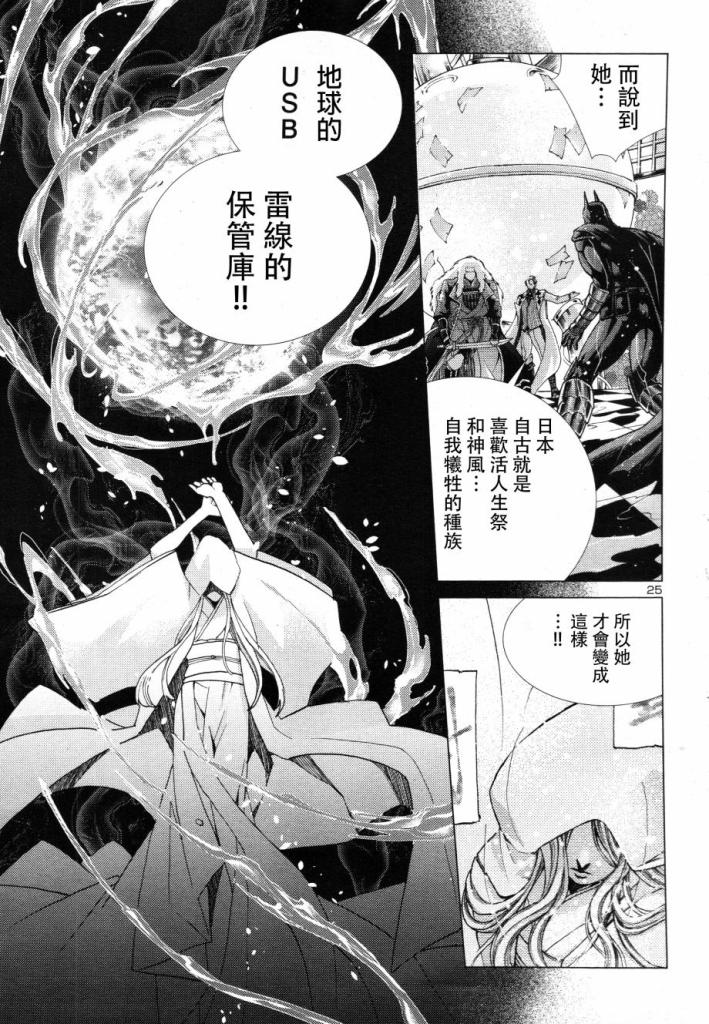 而說到
她…
日本
自古就是
喜歡活人生祭
和神風…
自我犧牲的種族
25
所以她
才會變成
這樣
…!!
地球的
USB
雷線的
保管庫!!